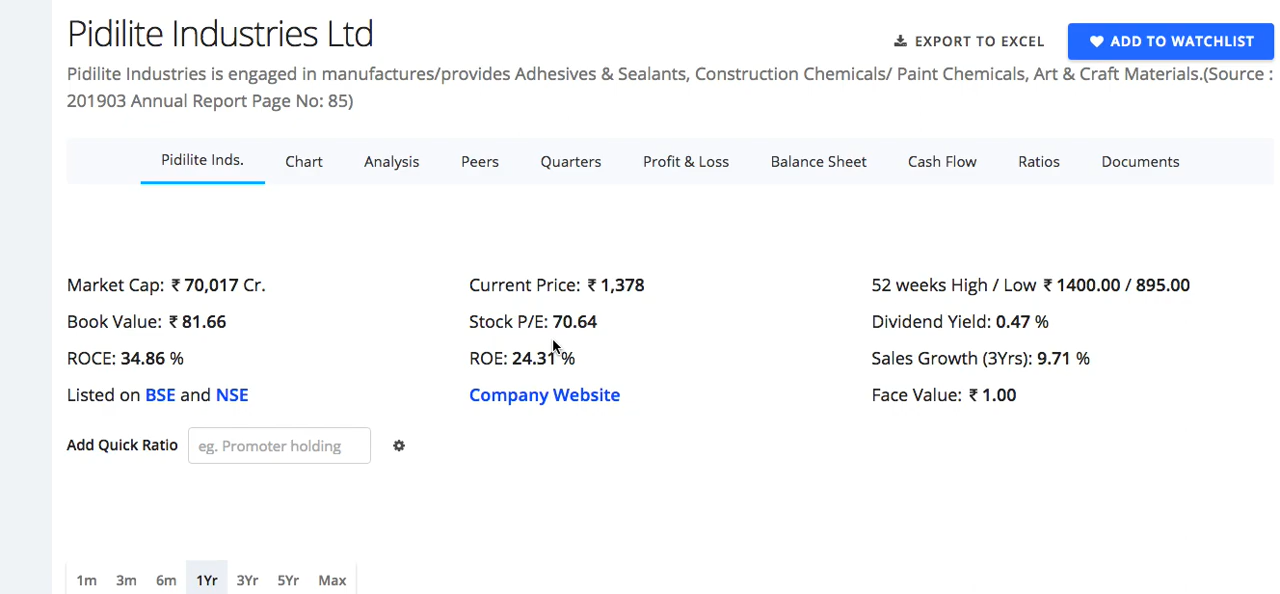 Pidilite Industries Ltd
EXPORT TO EXCEL
ADD TO WATCHLIST
Pidilite Industries is engaged in manufactures/provides Adhesives & Sealants, Construction Chemicals/ Paint Chemicals, Art & Craft Materials.(Source :
201903 Annual Report Page No: 85)
Pidilite Inds. Chart Analysis Peers Quarters Profit & Loss Balance Sheet Cash Flow Ratios Documents
Market Cap: ₹ 70,017 Cr. Current Price: ₹ 1,378 52 weeks High / Low ₹ 1400.00 / 895.00
Book Value: ₹ 81.66 Stock P/E: 70.64 Dividend Yield: 0.47 %
ROCE: 34.86 % ROE: 24.31 % Sales Growth (3Yrs): 9.71 %
Listed on BSE and NSE Company Website Face Value: ₹ 1.00
Add Quick Ratio eg. Promoter holding
1m 3m 6m 1Yr 3Yr 5Yr Max